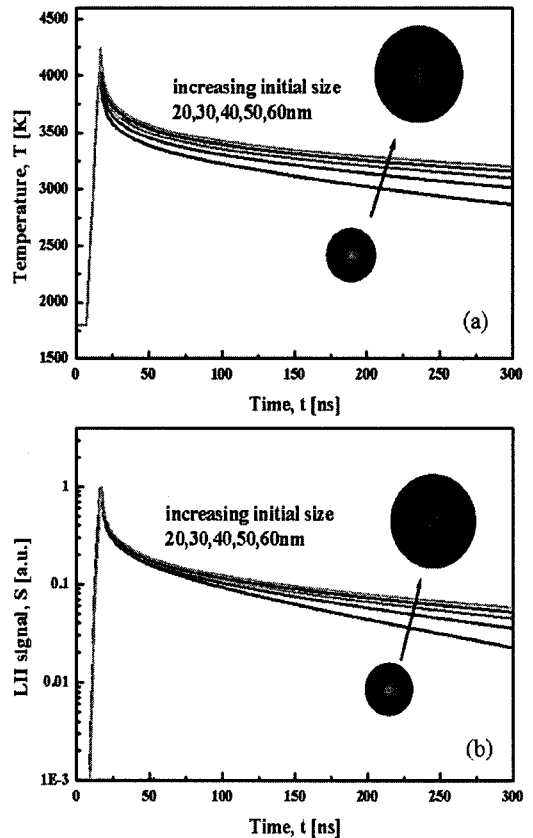 4500
4000
3500
3000
2500
2000
1500
Temperature, T [K]
increasing initial size
20,30,40,50,60nm
(a)
0 50 100 150 200 250 300
Time, t [ns]
1
0.1
0.01
1E-3
LII signal, S [a.u.]
increasing initial size
20,30,40,50,60nm
(b)
0 50 100 150 200 250 300
Time, t [ns]